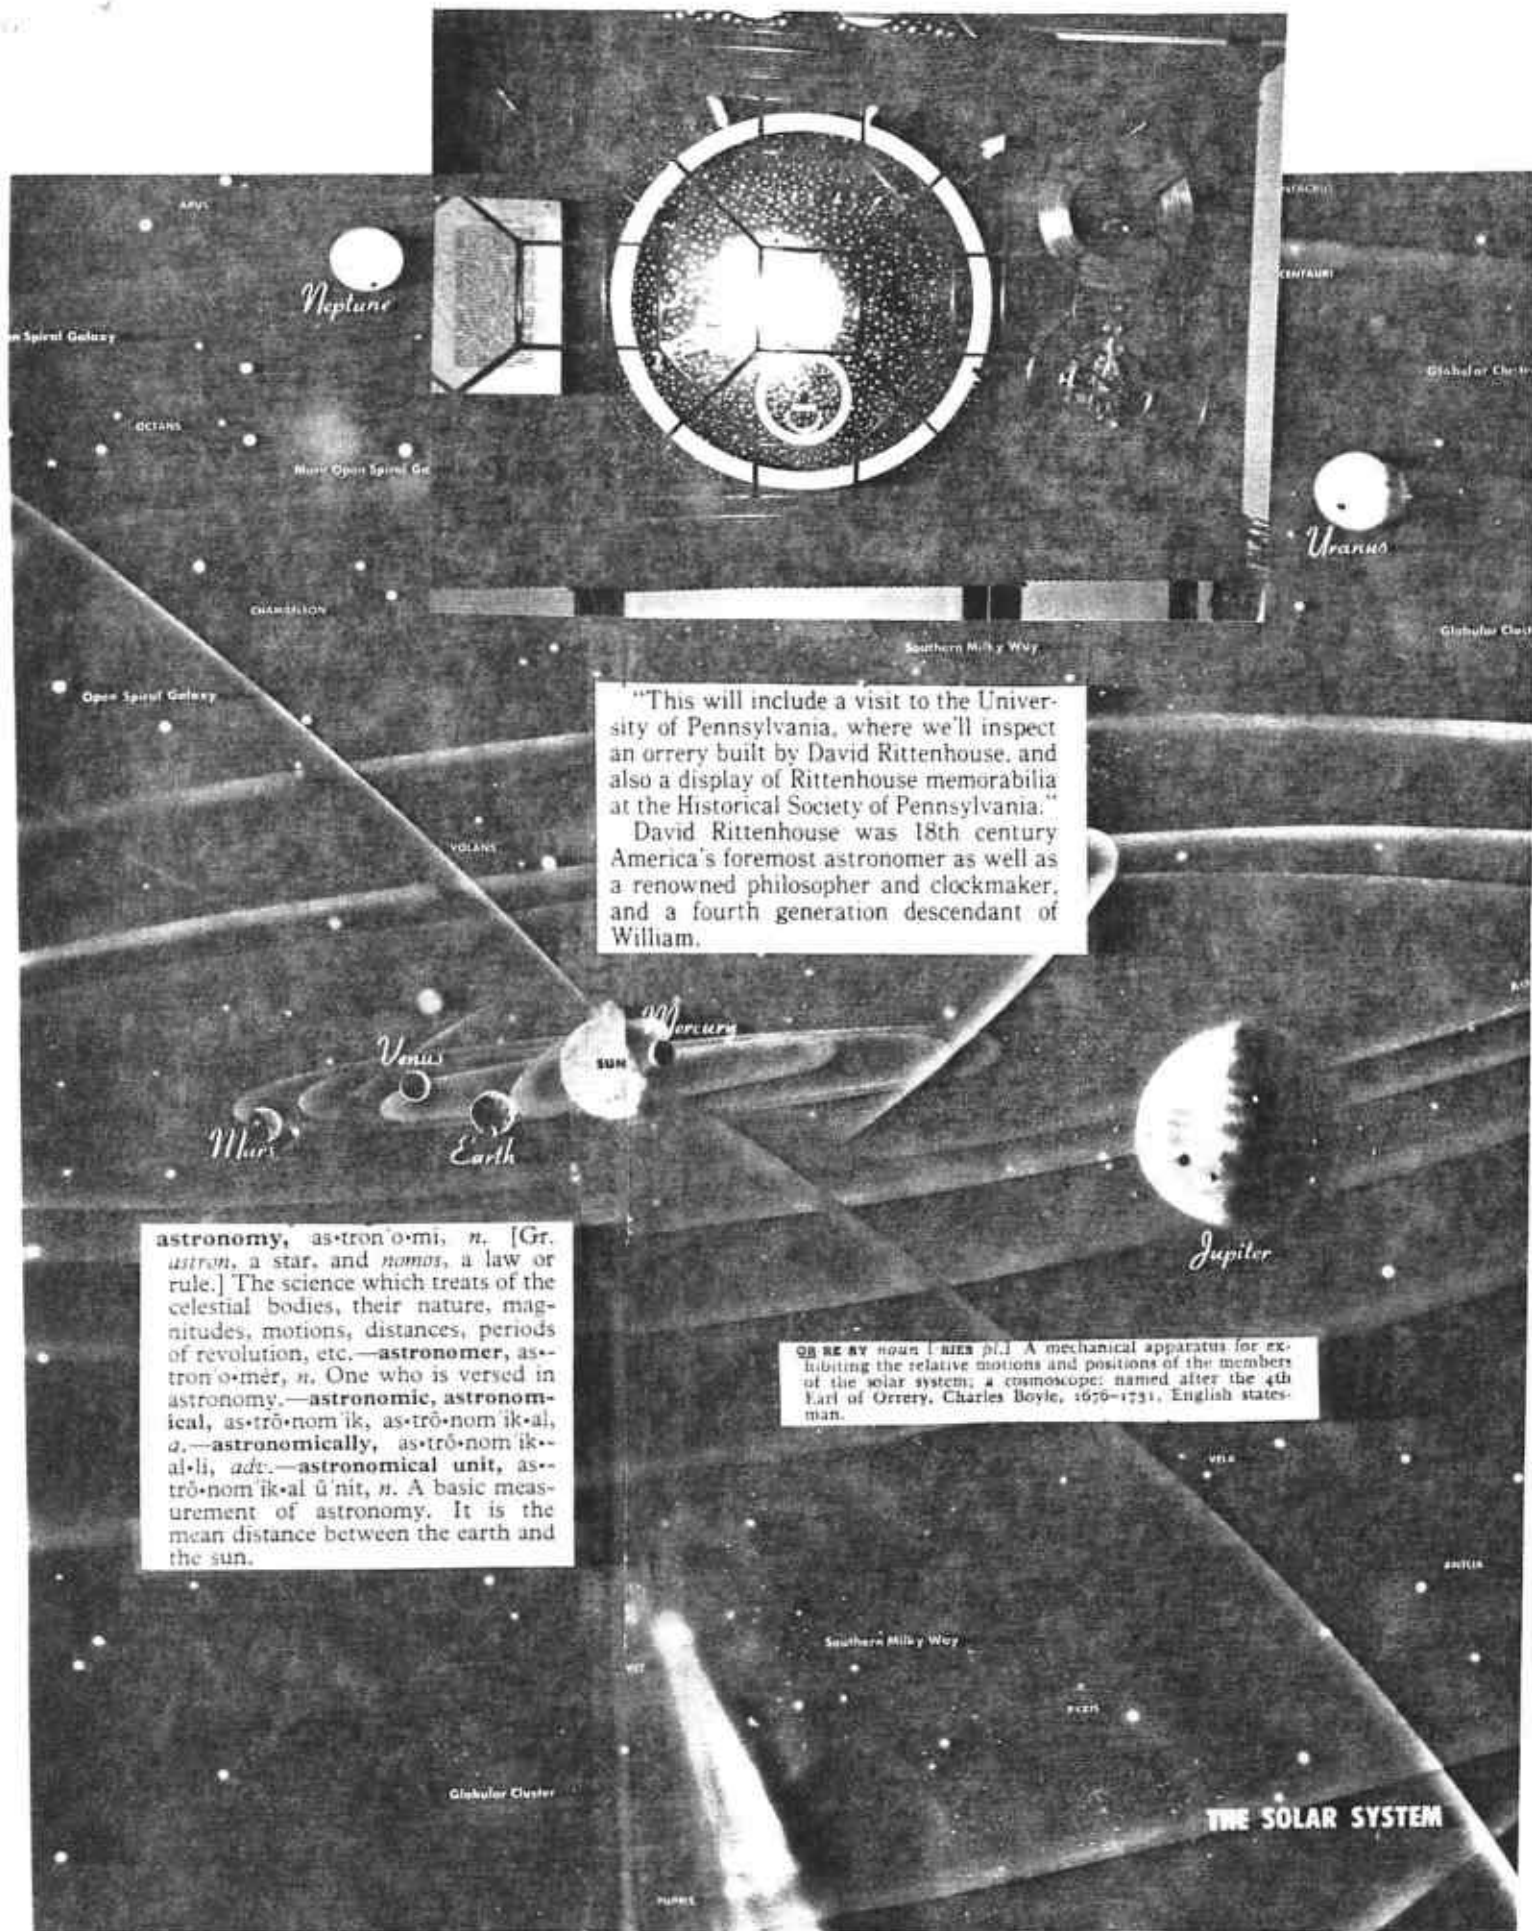 APUS
Neptune
CENTAURI
Spiral Galaxy
Globular
OCTANS
More Open Spiral
Uranus
CHAMAELEON
Globular
Southern Milky Way
Open Spiral Galaxy
"This will include a visit to the Univer-
sity of Pennsylvania, where we'll inspect
an orrery built by David Rittenhouse, and
also a display of Rittenhouse memorabilia
at the Historical Society of Pennsylvania."
David Rittenhouse was 18th century
America's foremost astronomer as well as
a renowned philosopher and clockmaker,
and a fourth generation descendant of
William.
VOLANS
Mercury
Venus
SUN
Mars
Earth
Jupiter
astronomy, as•tron´o•mi, n. [Gr.
astron, a star, and nomos, a law or
rule.] The science which treats of the
celestial bodies, their nature, mag-
nitudes, motions, distances, periods
of revolution, etc.—astronomer, as•-
tron´o•mėr, n. One who is versed in
astronomy.—astronomic, astronom-
ical, as•trō•nom´ik, as•trō•nom´ik•al,
a.—astronomically, as•trō•nom´ik•-
al•li, adv.—astronomical unit, as•-
trō•nom´ik•al ū´nit, n. A basic meas-
urement of astronomy. It is the
mean distance between the earth and
the sun.
OR RE RY noun [-RIES pl.] A mechanical apparatus for ex-
hibiting the relative motions and positions of the members
of the solar system; a cosmoscope: named after the 4th
Earl of Orrery, Charles Boyle, 1676–1731, English states-
man.
VELA
ANTLIA
Southern Milky Way
PYXIS
Globular Cluster
THE SOLAR SYSTEM
PUPPIS